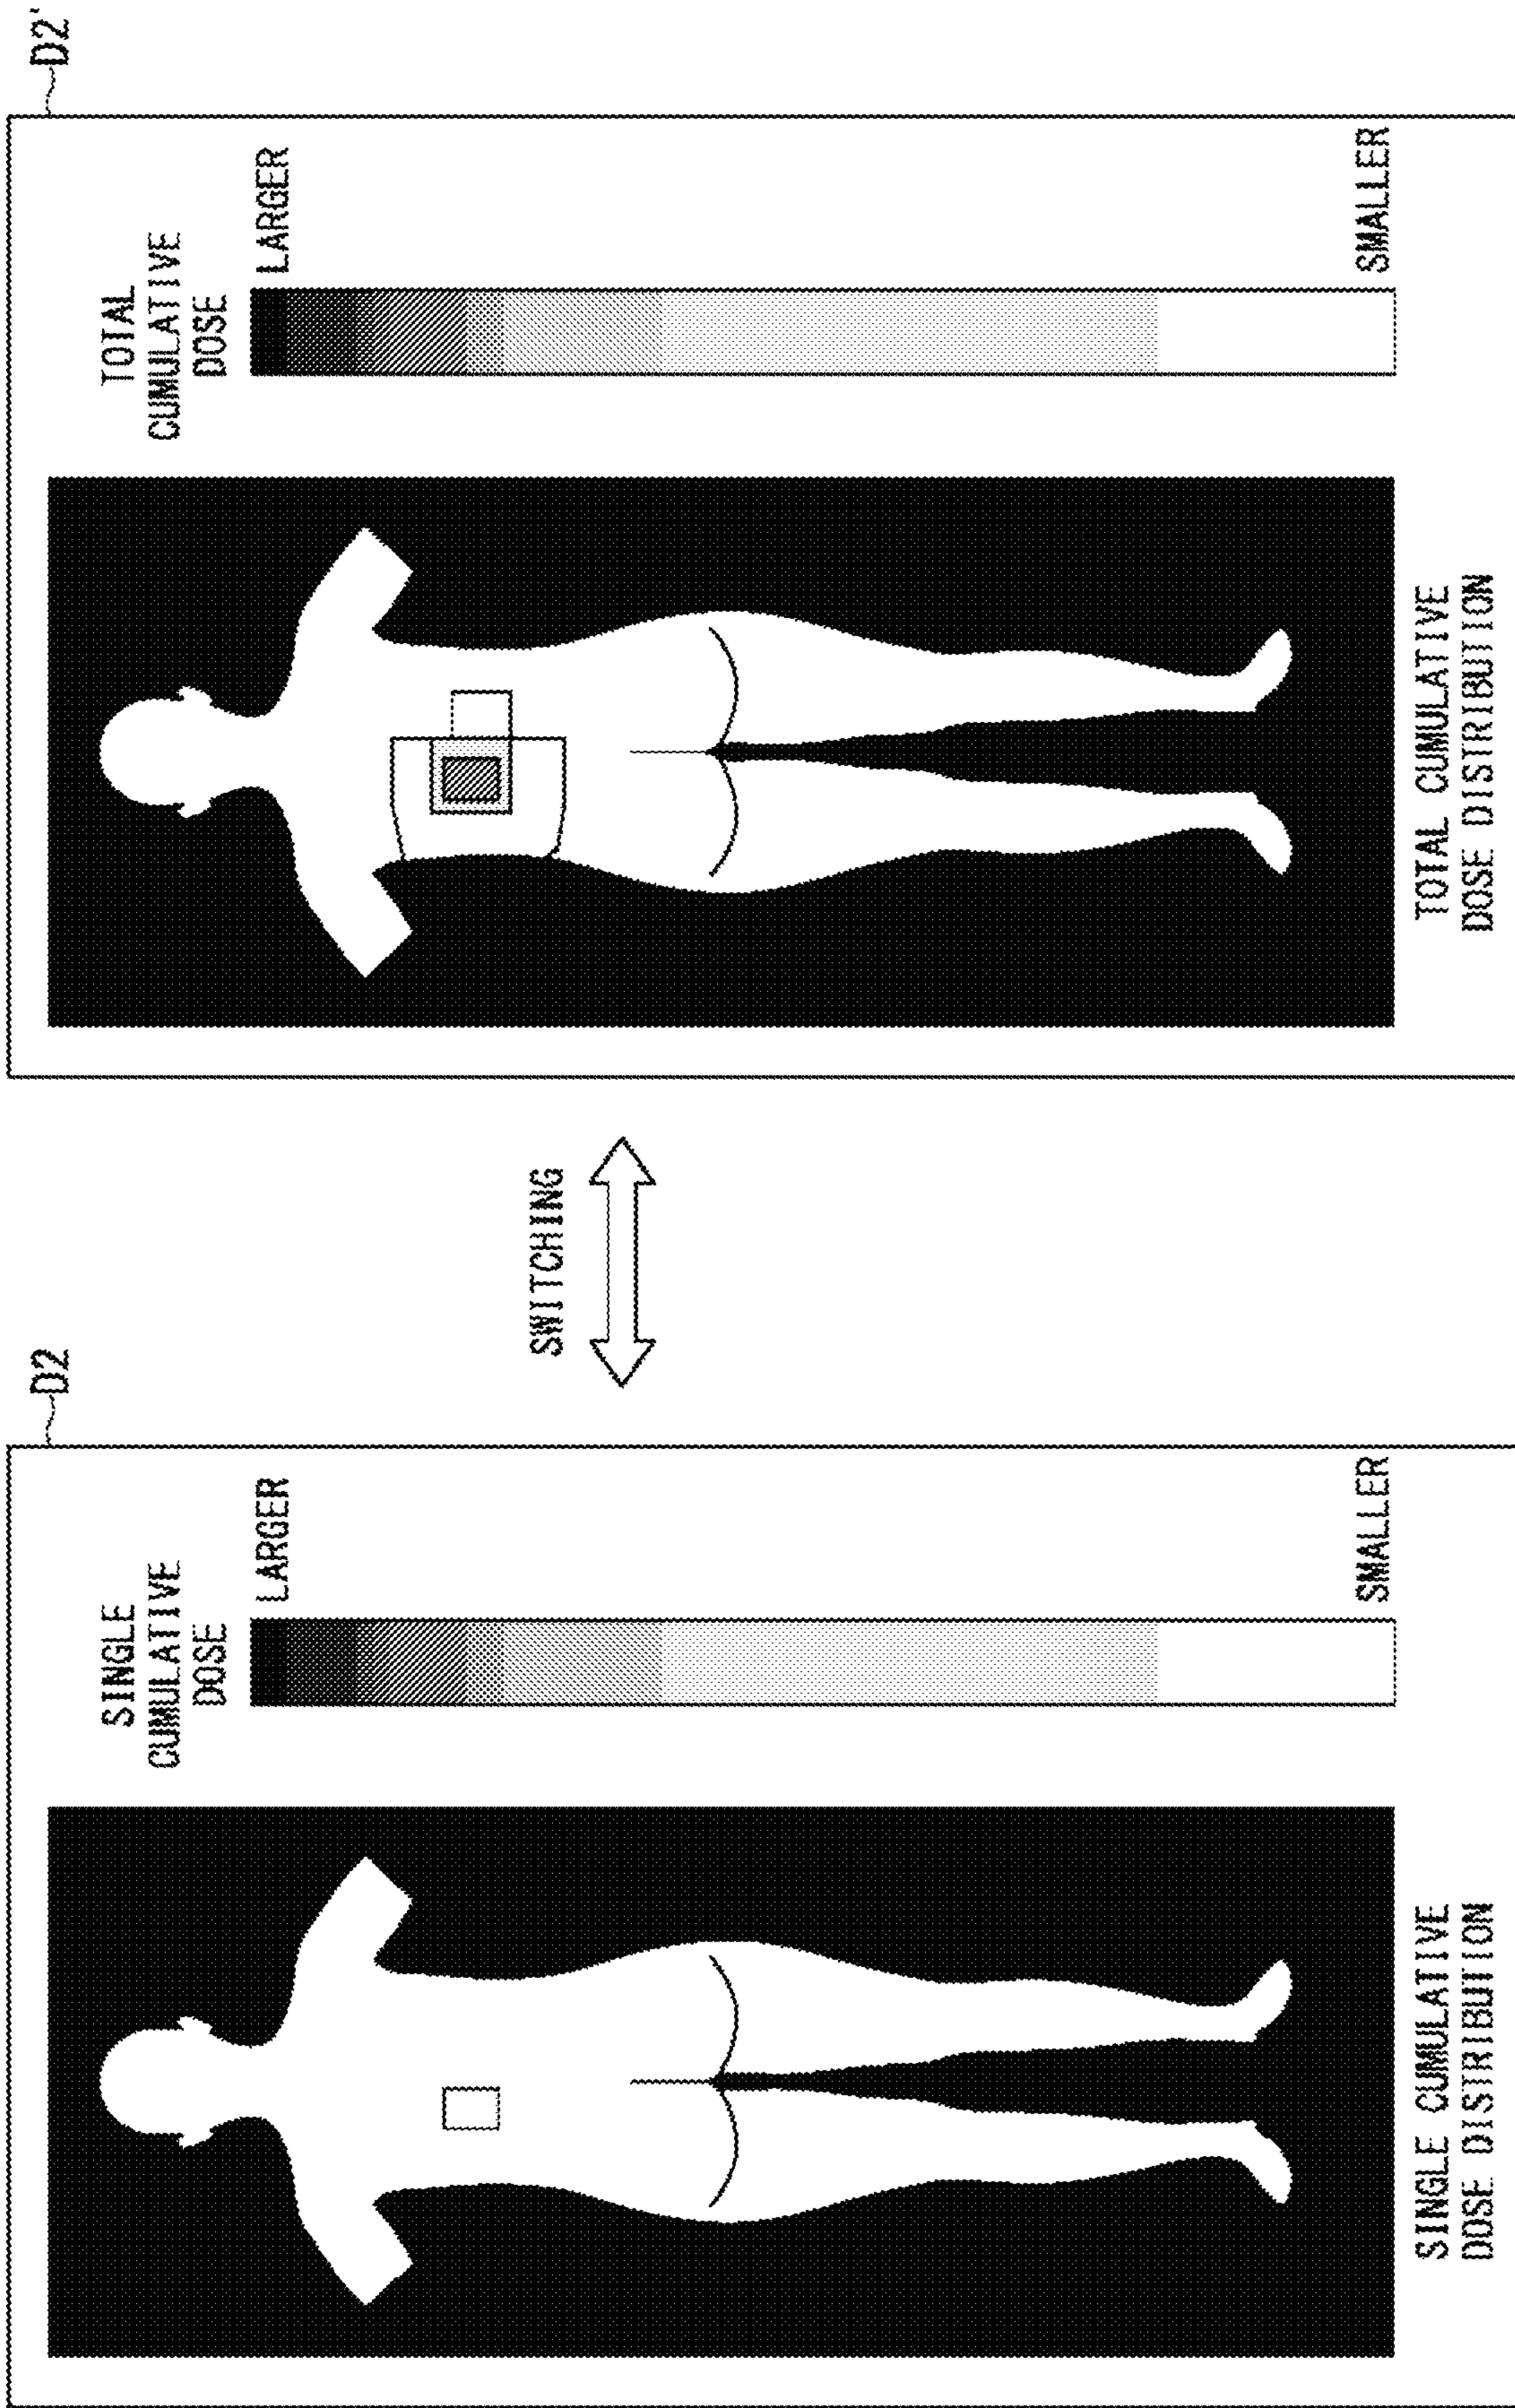 D2
SINGLE
CUMULATIVE
DOSE
LARGER
SMALLER
SINGLE CUMULATIVE
DOSE DISTRIBUTION
SWITCHING
D2'
TOTAL
CUMULATIVE
DOSE
LARGER
SMALLER
TOTAL CUMULATIVE
DOSE DISTRIBUTION